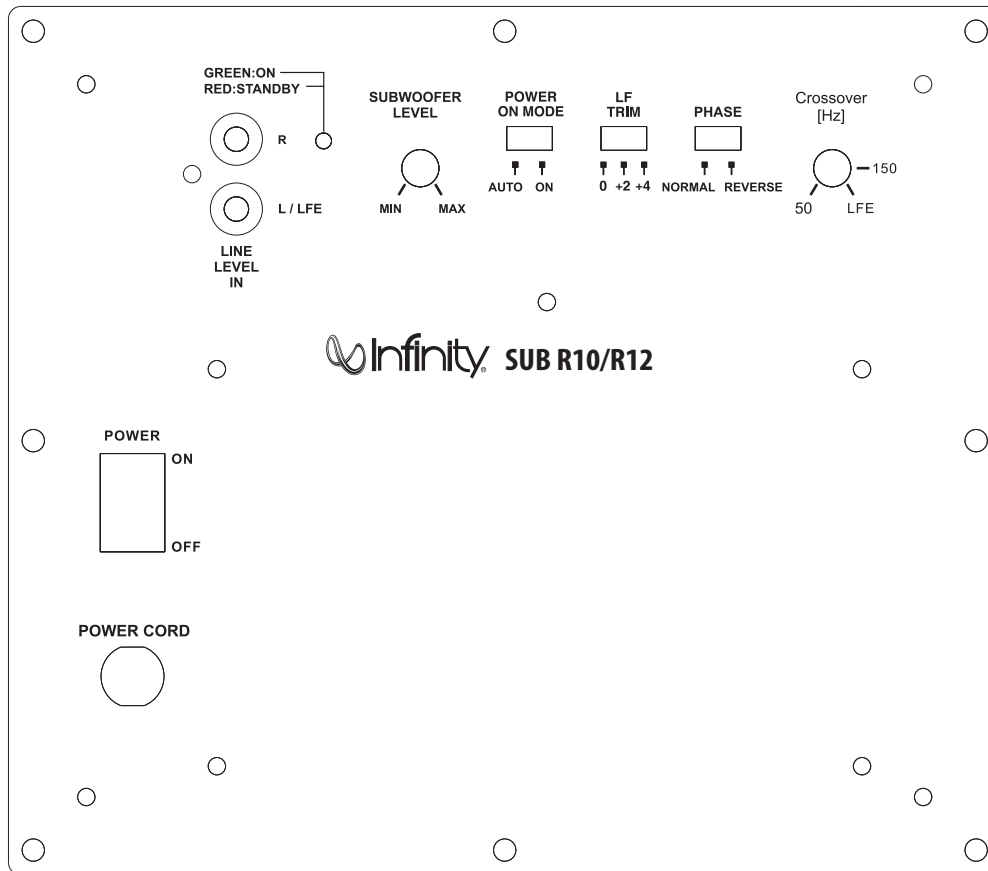 GREEN:ON
RED:STANDBY
R
L / LFE
LINE
LEVEL
IN
SUBWOOFER
LEVEL
MIN MAX
POWER
ON MODE
AUTO ON
LF
TRIM
0 +2 +4
PHASE
NORMAL REVERSE
Crossover
[Hz]
150
50 LFE
Infinity® SUB R10/R12
POWER
ON
OFF
POWER CORD